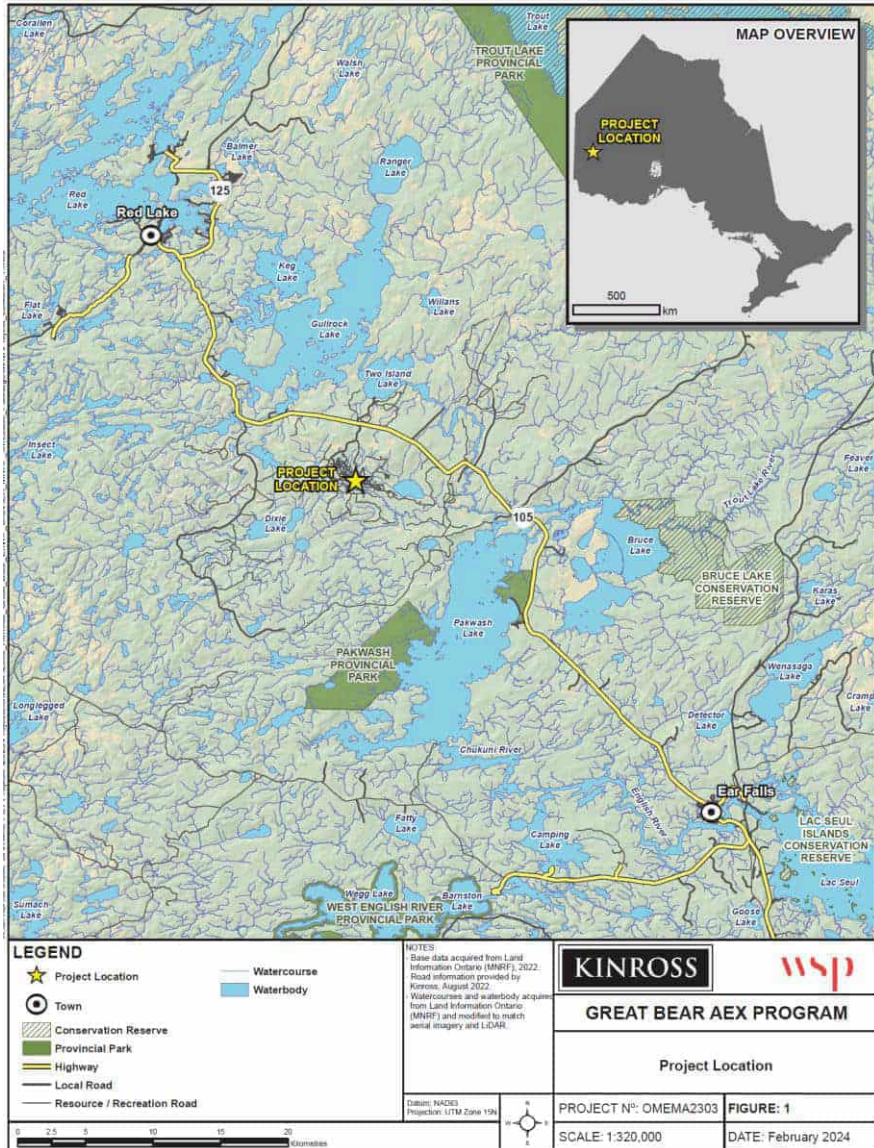 Corallen
Lake
Walsh
Lake
TROUT LAKE
PROVINCIAL
PARK
Trout
Lake
MAP OVERVIEW
PROJECT
LOCATION
500
km
Balmer
Lake
125
Ranger
Lake
Red
Lake
Red Lake
Keg
Lake
Willans
Lake
Flat
Lake
Gullrock
Lake
Two Island
Lake
Insect
Lake
PROJECT
LOCATION
Feaver
Lake
Trout Lake River
Dixie
Lake
105
Bruce
Lake
BRUCE LAKE
CONSERVATION
RESERVE
Karas
Lake
Pakwash
Lake
PAKWASH
PROVINCIAL
PARK
Wenasaga
Lake
Longlegged
Lake
Cramp
Lake
Detector
Lake
Chukuni River
Ear Falls
English River
Fatty
Lake
Camping
Lake
LAC SEUL
ISLANDS
CONSERVATION
RESERVE
Sumach
Lake
Wegg Lake
Barnston
Lake
WEST ENGLISH RIVER
PROVINCIAL PARK
Lac Seul
Goose
Lake
LEGEND
Project Location
Town
Conservation Reserve
Provincial Park
Highway
Local Road
Resource / Recreation Road
Watercourse
Waterbody
0 2.5 5 10 15 20
Kilometres
NOTES:
- Base data acquired from Land
Information Ontario (MNRF), 2022.
- Road information provided by
Kinross, August 2022.
- Watercourses and waterbody acquired
from Land Information Ontario
(MNRF) and modified to match
aerial imagery and LiDAR.
Datum: NAD83
Projection: UTM Zone 15N
KINROSS
wsp
GREAT BEAR AEX PROGRAM
Project Location
PROJECT Nº: OMEMA2303
FIGURE: 1
SCALE: 1:320,000
DATE: February 2024